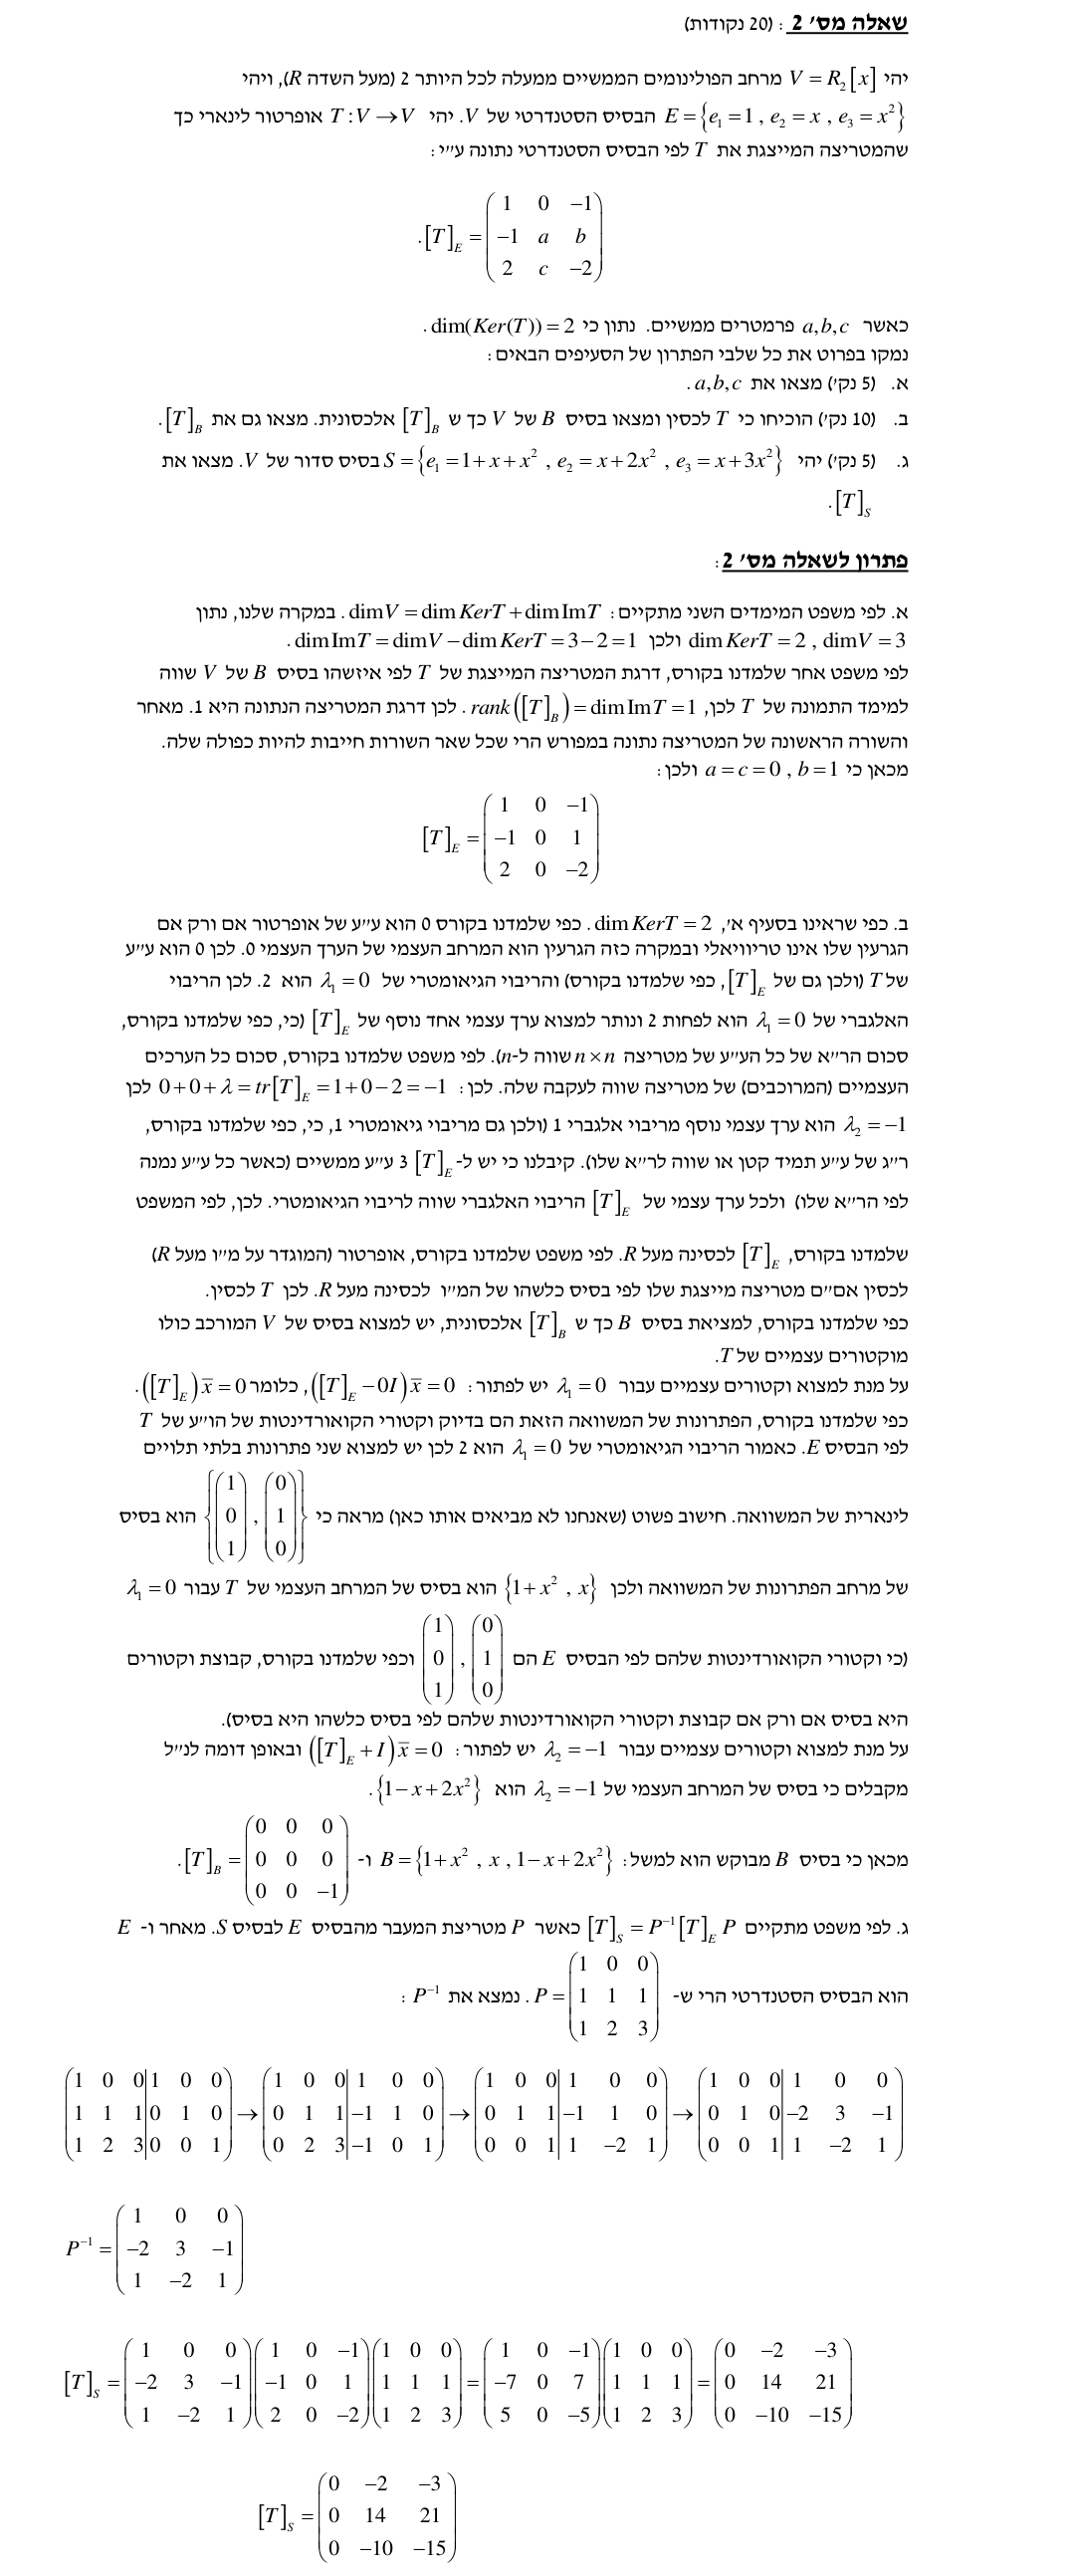 שאלה מס' 2 : (20 נקודות)
יהי V = R₂[x] מרחב הפולינומים הממשיים ממעלה לכל היותר 2 (מעל השדה R), ויהי
E = {e₁ = 1 , e₂ = x , e₃ = x²} הבסיס הסטנדרטי של V. יהי T : V → V אופרטור לינארי כך
שהמטריצה המייצגת את T לפי הבסיס הסטנדרטי נתונה ע"י :
[T]_E = (1 0 −1 ; −1 a b ; 2 c −2) .
כאשר a,b,c פרמטרים ממשיים. נתון כי dim(Ker(T)) = 2 .
נמקו בפרוט את כל שלבי הפתרון של הסעיפים הבאים :
א. (5 נק') מצאו את a,b,c .
ב. (10 נק') הוכיחו כי T לכסין ומצאו בסיס B של V כך ש [T]_B אלכסונית. מצאו גם את [T]_B .
ג. (5 נק') יהי S = {e₁ = 1+x+x² , e₂ = x+2x² , e₃ = x+3x²} בסיס סדור של V. מצאו את
[T]_S .
פתרון לשאלה מס' 2 :
א. לפי משפט המימדים השני מתקיים : dim V = dim KerT + dim Im T . במקרה שלנו, נתון
dim KerT = 2 , dim V = 3 ולכן dim Im T = dim V − dim KerT = 3 − 2 = 1 .
לפי משפט אחר שלמדנו בקורס, דרגת המטריצה המייצגת של T לפי איזשהו בסיס B של V שווה
למימד התמונה של T לכן, rank([T]_B) = dim Im T = 1 . לכן דרגת המטריצה הנתונה היא 1. מאחר
והשורה הראשונה של המטריצה נתונה במפורש הרי שכל שאר השורות חייבות להיות כפולה שלה.
מכאן כי a = c = 0 , b = 1 ולכן :
[T]_E = (1 0 −1 ; −1 0 1 ; 2 0 −2)
ב. כפי שראינו בסעיף א', dim KerT = 2 . כפי שלמדנו בקורס 0 הוא ע"ע של אופרטור אם ורק אם
הגרעין שלו אינו טריוויאלי ובמקרה כזה הגרעין הוא המרחב העצמי של הערך העצמי 0. לכן 0 הוא ע"ע
של T (ולכן גם של [T]_E , כפי שלמדנו בקורס) והריבוי הגיאומטרי של λ₁ = 0 הוא 2. לכן הריבוי
האלגברי של λ₁ = 0 הוא לפחות 2 ונותר למצוא ערך עצמי אחד נוסף של [T]_E (כי, כפי שלמדנו בקורס,
סכום הר"א של כל הע"ע של מטריצה n×n שווה ל-n). לפי משפט שלמדנו בקורס, סכום כל הערכים
העצמיים (המרוכבים) של מטריצה שווה לעקבה שלה. לכן : 0 + 0 + λ = tr[T]_E = 1 + 0 − 2 = −1 לכן
λ₂ = −1 הוא ערך עצמי נוסף מריבוי אלגברי 1 (ולכן גם מריבוי גיאומטרי 1, כי, כפי שלמדנו בקורס,
ר"ג של ע"ע תמיד קטן או שווה לר"א שלו). קיבלנו כי יש ל- [T]_E 3 ע"ע ממשיים (כאשר כל ע"ע נמנה
לפי הר"א שלו) ולכל ערך עצמי של [T]_E הריבוי האלגברי שווה לריבוי הגיאומטרי. לכן, לפי המשפט
שלמדנו בקורס, [T]_E לכסינה מעל R. לפי משפט שלמדנו בקורס, אופרטור (המוגדר על מ"ו מעל R)
לכסין אם"ם מטריצה מייצגת שלו לפי בסיס כלשהו של המ"ו לכסינה מעל R. לכן T לכסין.
כפי שלמדנו בקורס, למציאת בסיס B כך ש [T]_B אלכסונית, יש למצוא בסיס של V המורכב כולו
מוקטורים עצמיים של T.
על מנת למצוא וקטורים עצמיים עבור λ₁ = 0 יש לפתור : ([T]_E − 0I)x̄ = 0 , כלומר ([T]_E)x̄ = 0 .
כפי שלמדנו בקורס, הפתרונות של המשוואה הזאת הם בדיוק וקטורי הקואורדינטות של הו"ע של T
לפי הבסיס E. כאמור הריבוי הגיאומטרי של λ₁ = 0 הוא 2 לכן יש למצוא שני פתרונות בלתי תלויים
לינארית של המשוואה. חישוב פשוט (שאנחנו לא מביאים אותו כאן) מראה כי {(1 ; 0 ; 1) , (0 ; 1 ; 0)} הוא בסיס
של מרחב הפתרונות של המשוואה ולכן {1+x² , x} הוא בסיס של המרחב העצמי של T עבור λ₁ = 0
(כי וקטורי הקואורדינטות שלהם לפי הבסיס E הם (1 ; 0 ; 1) , (0 ; 1 ; 0) וכפי שלמדנו בקורס, קבוצת וקטורים
היא בסיס אם ורק אם קבוצת וקטורי הקואורדינטות שלהם לפי בסיס כלשהו היא בסיס).
על מנת למצוא וקטורים עצמיים עבור λ₂ = −1 יש לפתור : ([T]_E + I)x̄ = 0 ובאופן דומה לנ"ל
מקבלים כי בסיס של המרחב העצמי של λ₂ = −1 הוא {1−x+2x²} .
מכאן כי בסיס B מבוקש הוא למשל : B = {1+x² , x , 1−x+2x²} ו- [T]_B = (0 0 0 ; 0 0 0 ; 0 0 −1) .
ג. לפי משפט מתקיים [T]_S = P⁻¹[T]_E P כאשר P מטריצת המעבר מהבסיס E לבסיס S. מאחר ו- E
הוא הבסיס הסטנדרטי הרי ש- P = (1 0 0 ; 1 1 1 ; 1 2 3) . נמצא את P⁻¹ :
(1 0 0|1 0 0 ; 1 1 1|0 1 0 ; 1 2 3|0 0 1) → (1 0 0|1 0 0 ; 0 1 1|−1 1 0 ; 0 2 3|−1 0 1) → (1 0 0|1 0 0 ; 0 1 1|−1 1 0 ; 0 0 1|1 −2 1) → (1 0 0|1 0 0 ; 0 1 0|−2 3 −1 ; 0 0 1|1 −2 1)
P⁻¹ = (1 0 0 ; −2 3 −1 ; 1 −2 1)
[T]_S = (1 0 0 ; −2 3 −1 ; 1 −2 1)(1 0 −1 ; −1 0 1 ; 2 0 −2)(1 0 0 ; 1 1 1 ; 1 2 3) = (1 0 −1 ; −7 0 7 ; 5 0 −5)(1 0 0 ; 1 1 1 ; 1 2 3) = (0 −2 −3 ; 0 14 21 ; 0 −10 −15)
[T]_S = (0 −2 −3 ; 0 14 21 ; 0 −10 −15)